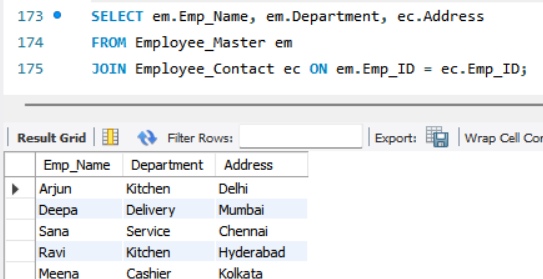 173 SELECT em.Emp_Name, em.Department, ec.Address
174 FROM Employee_Master em
175 JOIN Employee_Contact ec ON em.Emp_ID = ec.Emp_ID;
Result Grid Filter Rows: Export: Wrap Cell Con
Emp_Name Department Address
Arjun Kitchen Delhi
Deepa Delivery Mumbai
Sana Service Chennai
Ravi Kitchen Hyderabad
Meena Cashier Kolkata